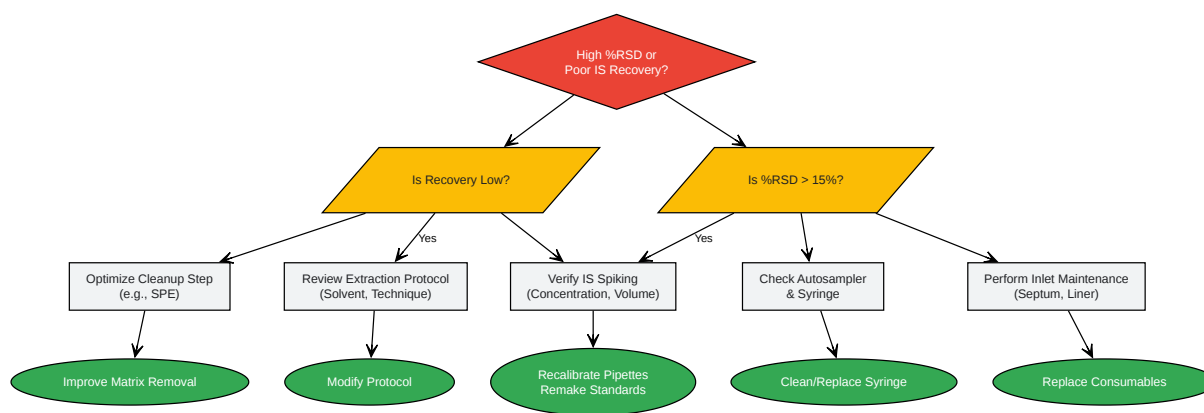 High %RSD or
Poor IS Recovery?
Is Recovery Low?
Is %RSD > 15%?
Yes
Yes
Optimize Cleanup Step
(e.g., SPE)
Review Extraction Protocol
(Solvent, Technique)
Verify IS Spiking
(Concentration, Volume)
Check Autosampler
& Syringe
Perform Inlet Maintenance
(Septum, Liner)
Improve Matrix Removal
Modify Protocol
Recalibrate Pipettes
Remake Standards
Clean/Replace Syringe
Replace Consumables